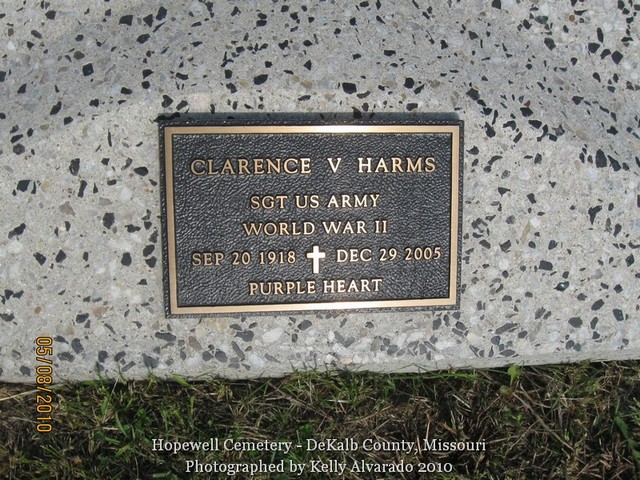 CLARENCE V HARMS
SGT US ARMY
WORLD WAR II
SEP 20 1918 ✝ DEC 29 2005
PURPLE HEART
05/08/2010
Hopewell Cemetery - DeKalb County, Missouri
Photographed by Kelly Alvarado 2010